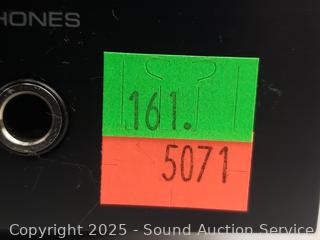 HONES
161.
5071
Copyright 2025 - Sound Auction Service